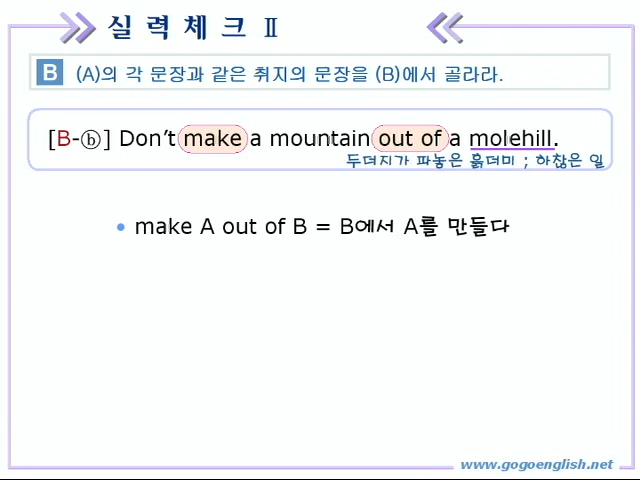 실 력 체 크 Ⅱ
B (A)의 각 문장과 같은 취지의 문장을 (B)에서 골라라.
[B-ⓑ] Don't make a mountain out of a molehill.
두더지가 파놓은 흙더미 ; 하찮은 일
• make A out of B = B에서 A를 만들다
www.gogoenglish.net